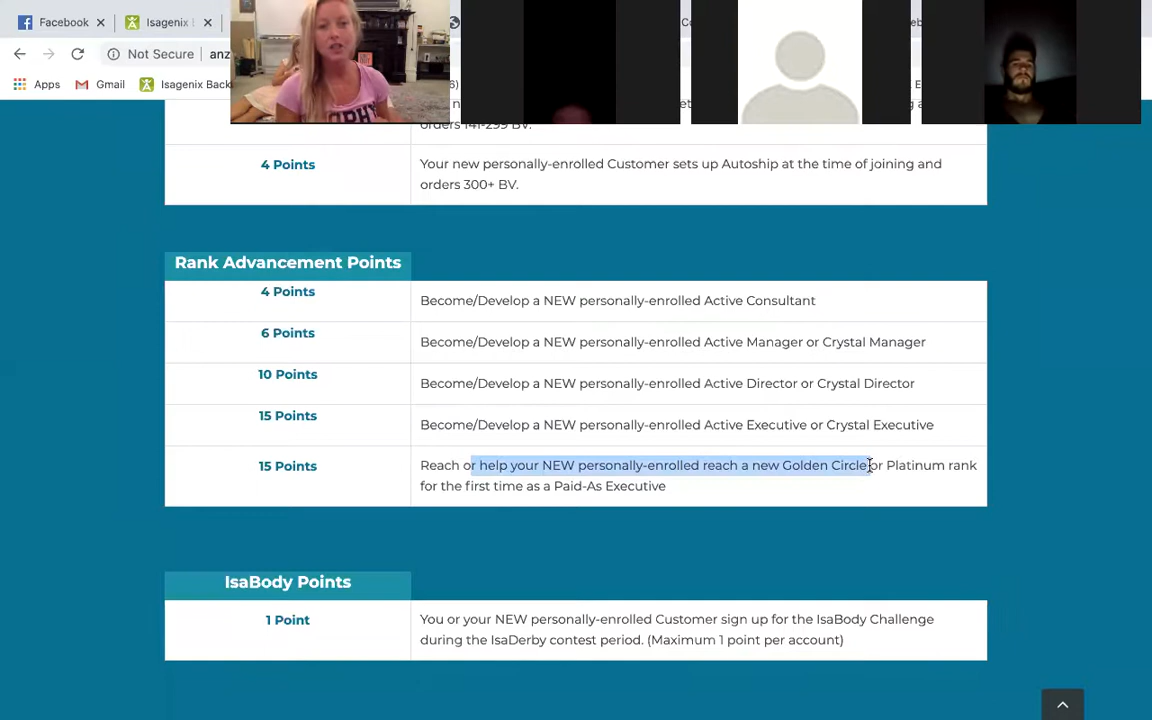 Facebook
Isagenix
Not Secure
anz
Apps
Gmail
Isagenix Back
orders 141-299 BV.
4 Points
Your new personally-enrolled Customer sets up Autoship at the time of joining and
orders 300+ BV.
Rank Advancement Points
4 Points
Become/Develop a NEW personally-enrolled Active Consultant
6 Points
Become/Develop a NEW personally-enrolled Active Manager or Crystal Manager
10 Points
Become/Develop a NEW personally-enrolled Active Director or Crystal Director
15 Points
Become/Develop a NEW personally-enrolled Active Executive or Crystal Executive
15 Points
Reach or help your NEW personally-enrolled reach a new Golden Circle or Platinum rank
for the first time as a Paid-As Executive
IsaBody Points
1 Point
You or your NEW personally-enrolled Customer sign up for the IsaBody Challenge
during the IsaDerby contest period. (Maximum 1 point per account)